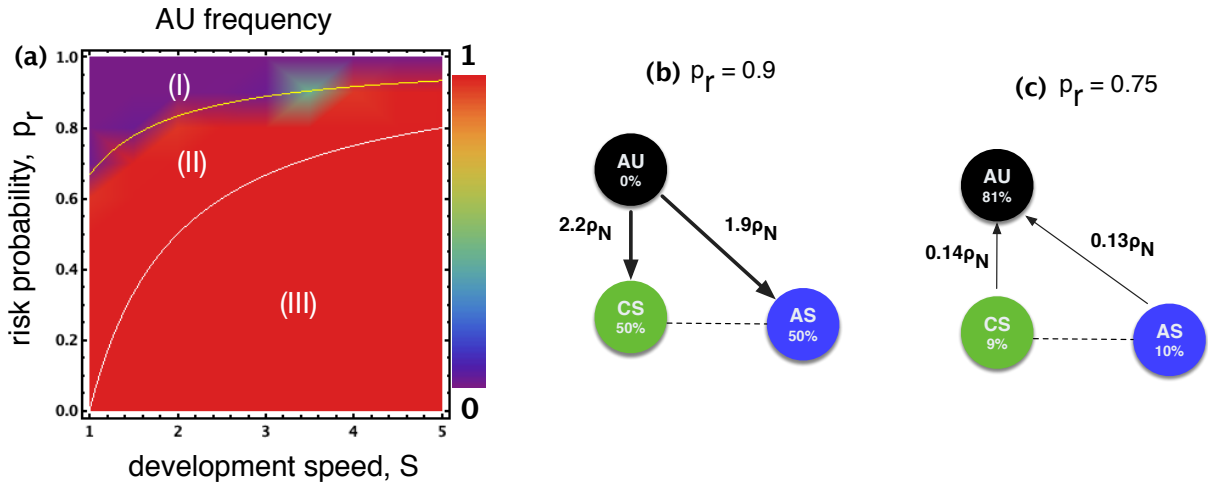 AU frequency
(a)
1.0
0.8
0.6
0.4
0.2
0.0
risk probability, pr
(I)
(II)
(III)
1
2
3
4
5
development speed, S
1
0
(b) pr = 0.9
AU
0%
2.2ρN
1.9ρN
CS
50%
AS
50%
(c) pr = 0.75
AU
81%
0.14ρN
0.13ρN
CS
9%
AS
10%